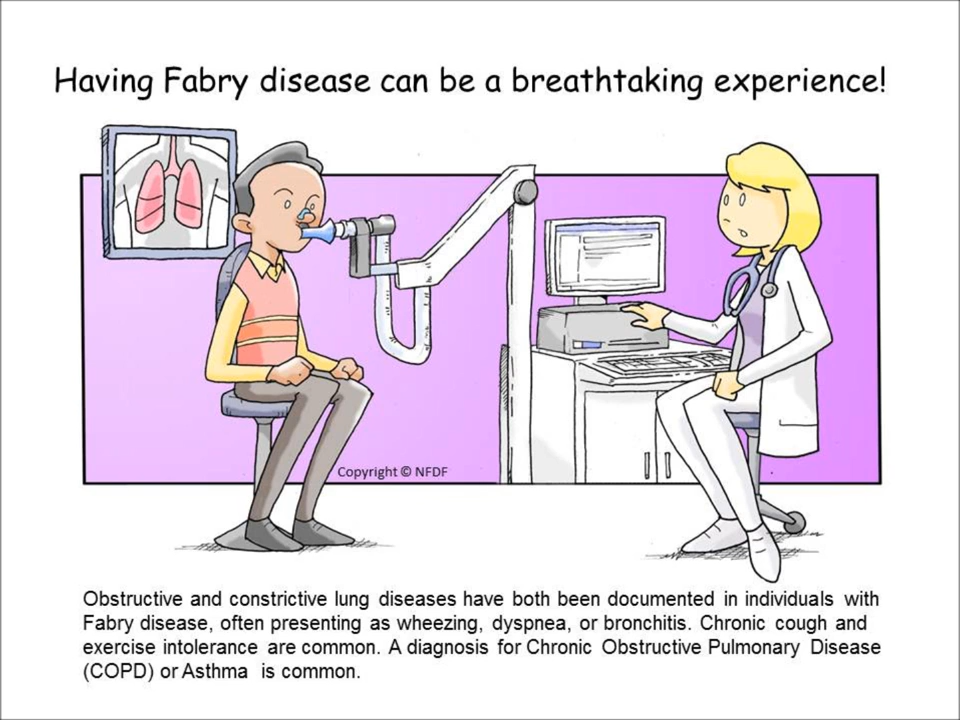 Having Fabry disease can be a breathtaking experience!
Copyright © NFDF
Obstructive and constrictive lung diseases have both been documented in individuals with
Fabry disease, often presenting as wheezing, dyspnea, or bronchitis. Chronic cough and
exercise intolerance are common. A diagnosis for Chronic Obstructive Pulmonary Disease
(COPD) or Asthma is common.